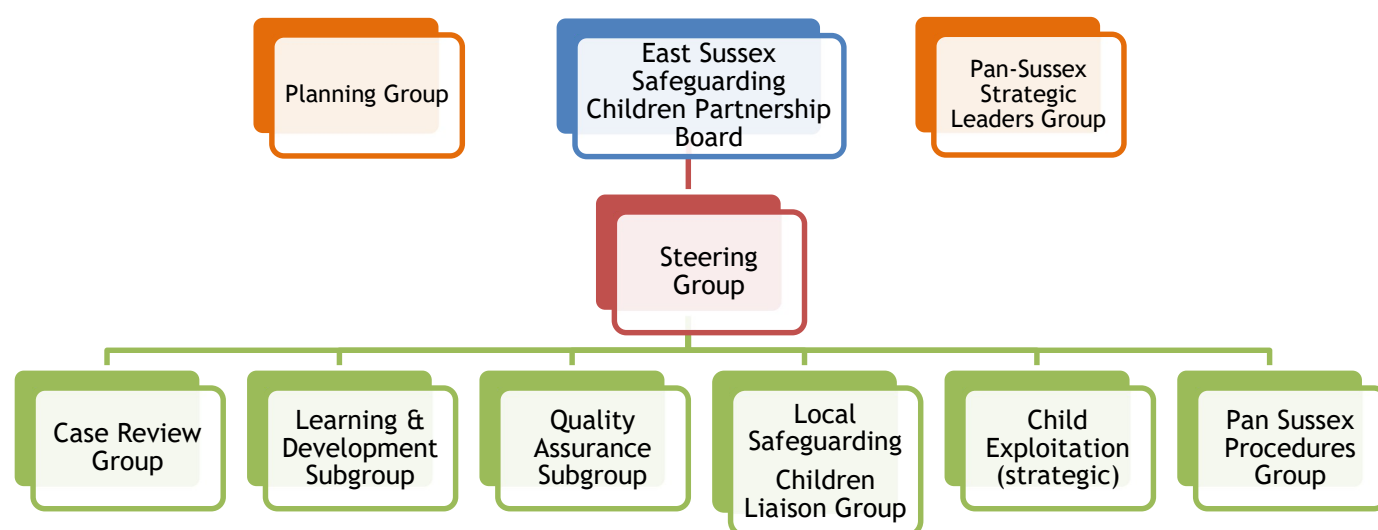 Planning Group
East Sussex
Safeguarding
Children Partnership
Board
Pan-Sussex
Strategic
Leaders Group
Steering
Group
Case Review
Group
Learning &
Development
Subgroup
Quality
Assurance
Subgroup
Local
Safeguarding
Children
Liaison Group
Child
Exploitation
(strategic)
Pan Sussex
Procedures
Group